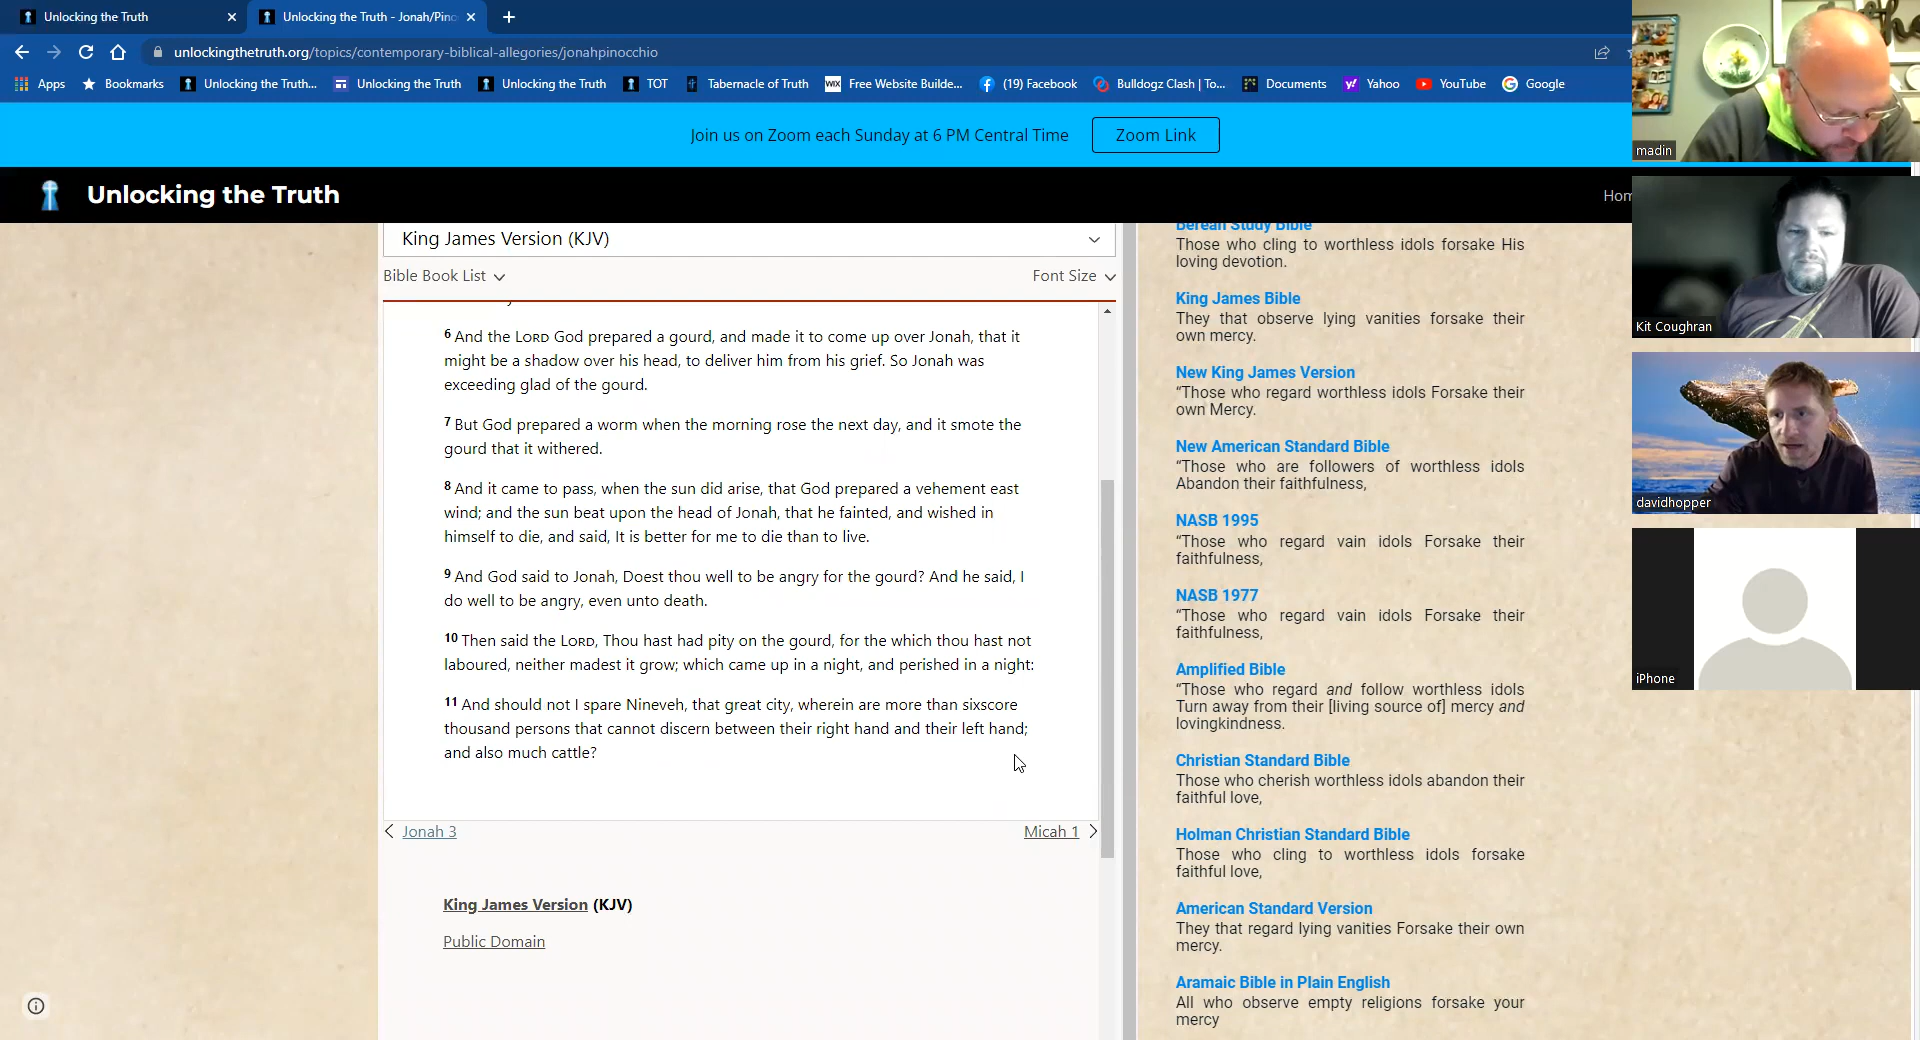 Unlocking the Truth
Unlocking the Truth - Jonah/Pino
unlockingthetruth.org/topics/contemporary-biblical-allegories/jonahpinocchio
Apps
Bookmarks
Unlocking the Truth...
Unlocking the Truth
Unlocking the Truth
TOT
Tabernacle of Truth
WIX
Free Website Builde...
(19) Facebook
Bulldogz Clash | To...
Documents
Yahoo
YouTube
Google
Join us on Zoom each Sunday at 6 PM Central Time
Zoom Link
Unlocking the Truth
Hom
King James Version (KJV)
Bible Book List
Font Size
6 And the LORD God prepared a gourd, and made it to come up over Jonah, that it
might be a shadow over his head, to deliver him from his grief. So Jonah was
exceeding glad of the gourd.
7 But God prepared a worm when the morning rose the next day, and it smote the
gourd that it withered.
8 And it came to pass, when the sun did arise, that God prepared a vehement east
wind; and the sun beat upon the head of Jonah, that he fainted, and wished in
himself to die, and said, It is better for me to die than to live.
9 And God said to Jonah, Doest thou well to be angry for the gourd? And he said, I
do well to be angry, even unto death.
10 Then said the LORD, Thou hast had pity on the gourd, for the which thou hast not
laboured, neither madest it grow; which came up in a night, and perished in a night:
11 And should not I spare Nineveh, that great city, wherein are more than sixscore
thousand persons that cannot discern between their right hand and their left hand;
and also much cattle?
Jonah 3
Micah 1
King James Version (KJV)
Public Domain
Berean Study Bible
Those who cling to worthless idols forsake His
loving devotion.
King James Bible
They that observe lying vanities forsake their
own mercy.
New King James Version
“Those who regard worthless idols Forsake their
own Mercy.
New American Standard Bible
“Those who are followers of worthless idols
Abandon their faithfulness,
NASB 1995
“Those who regard vain idols Forsake their
faithfulness,
NASB 1977
“Those who regard vain idols Forsake their
faithfulness,
Amplified Bible
“Those who regard and follow worthless idols
Turn away from their [living source of] mercy and
lovingkindness.
Christian Standard Bible
Those who cherish worthless idols abandon their
faithful love,
Holman Christian Standard Bible
Those who cling to worthless idols forsake
faithful love,
American Standard Version
They that regard lying vanities Forsake their own
mercy.
Aramaic Bible in Plain English
All who observe empty religions forsake your
mercy
madin
Kit Coughran
davidhopper
iPhone